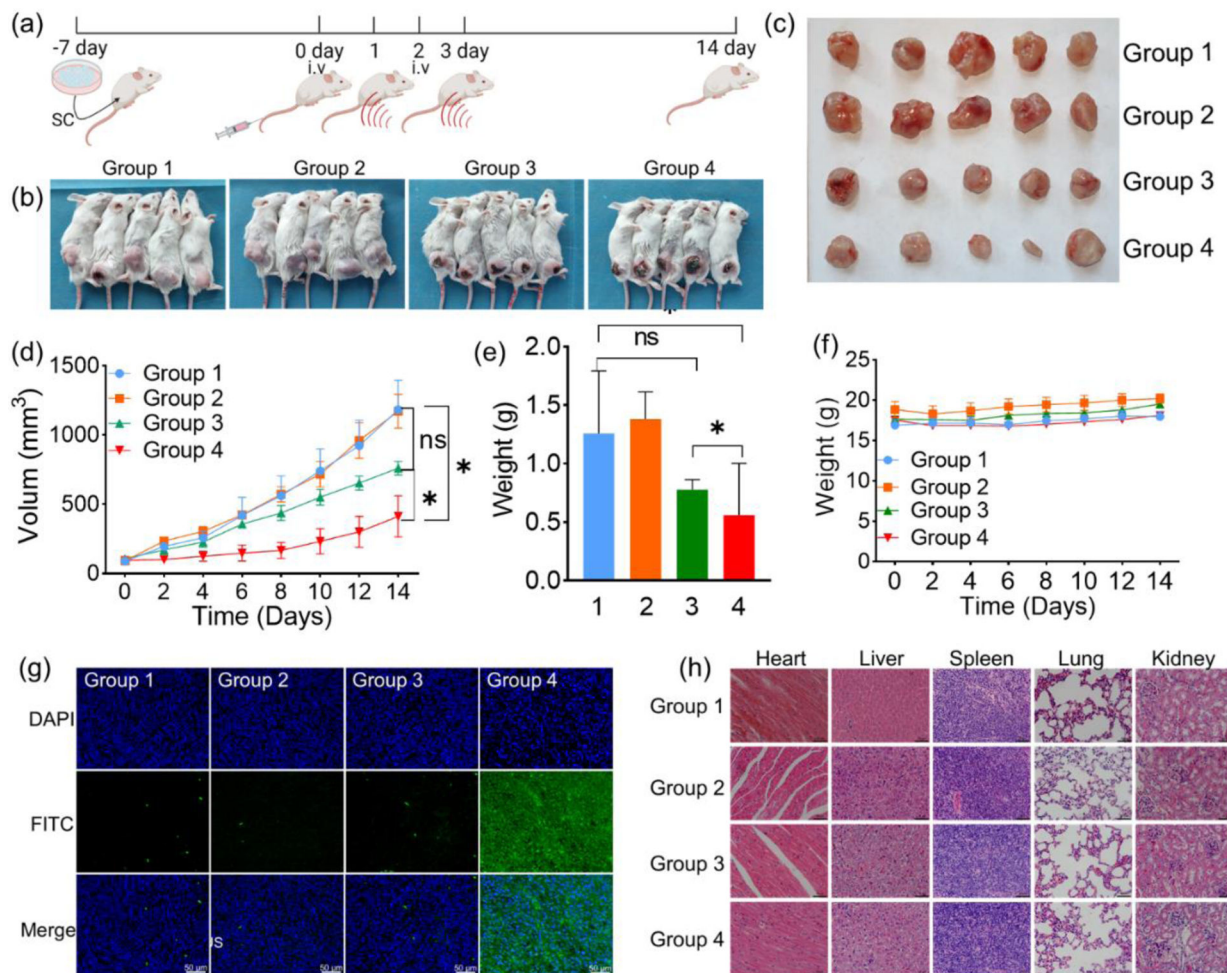 (a)
-7 day
0 day
1
2
3 day
14 day
i.v
i.v
SC
(b)
Group 1
Group 2
Group 3
Group 4
(c)
Group 1
Group 2
Group 3
Group 4
(d)
Volum (mm³)
1500
1000
500
0
Group 1
Group 2
Group 3
Group 4
ns
*
*
0 2 4 6 8 10 12 14
Time (Days)
(e)
Weight (g)
2.0
1.5
1.0
0.5
0.0
*
ns
*
1 2 3 4
(f)
Weight (g)
25
20
15
10
5
0
Group 1
Group 2
Group 3
Group 4
0 2 4 6 8 10 12 14
Time (Days)
(g)
Group 1 Group 2 Group 3 Group 4
DAPI
FITC
Merge
US
50 µm 50 µm 50 µm 50 µm
(h)
Heart Liver Spleen Lung Kidney
Group 1
Group 2
Group 3
Group 4